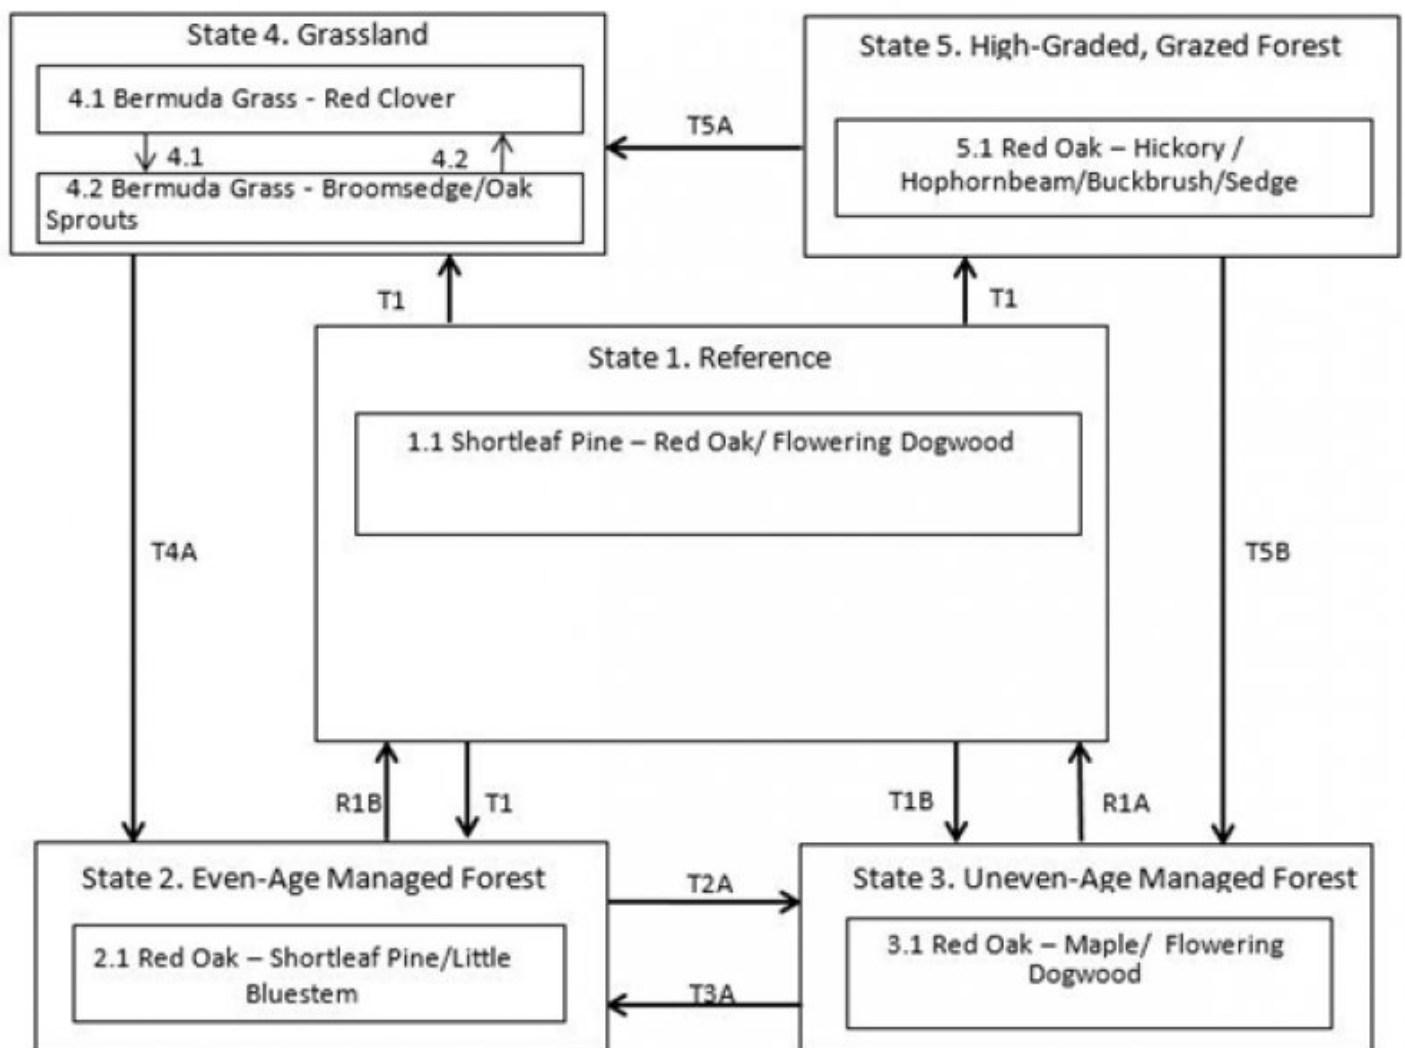 State 4. Grassland
4.1 Bermuda Grass - Red Clover
4.1
4.2
4.2 Bermuda Grass - Broomsedge/Oak
Sprouts
State 5. High-Graded, Grazed Forest
5.1 Red Oak – Hickory /
Hophornbeam/Buckbrush/Sedge
T5A
T1
T1
State 1. Reference
1.1 Shortleaf Pine – Red Oak/ Flowering Dogwood
T4A
T5B
R1B
T1
T1B
R1A
State 2. Even-Age Managed Forest
2.1 Red Oak – Shortleaf Pine/Little
Bluestem
T2A
T3A
State 3. Uneven-Age Managed Forest
3.1 Red Oak – Maple/ Flowering
Dogwood